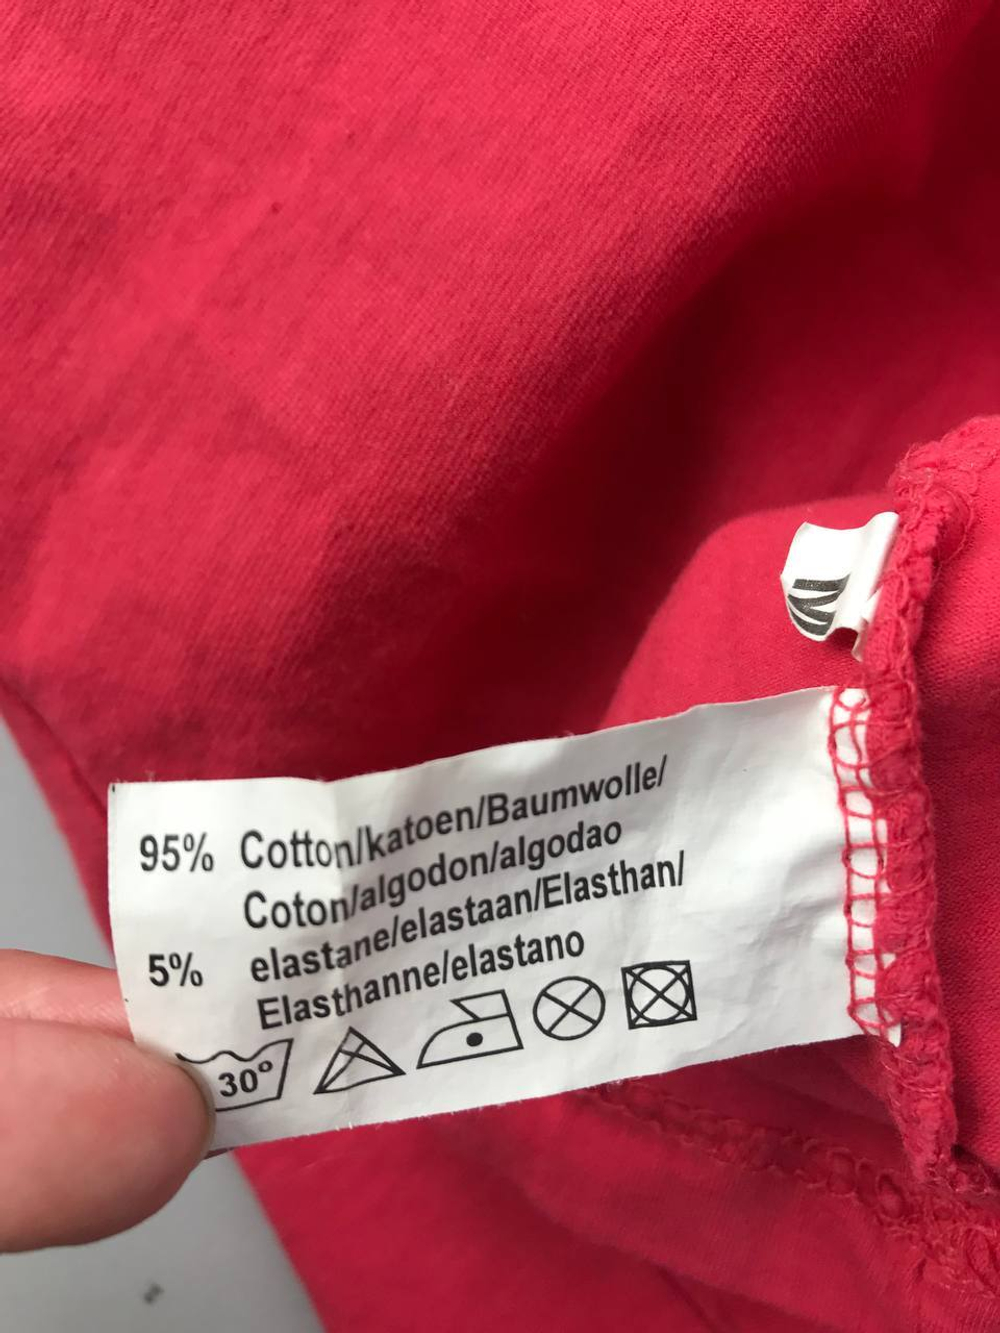 M
95% Cotton/katoen/Baumwolle/
Coton/algodon/algodao
5% elastane/elastaan/Elasthan/
Elasthanne/elastano
30°